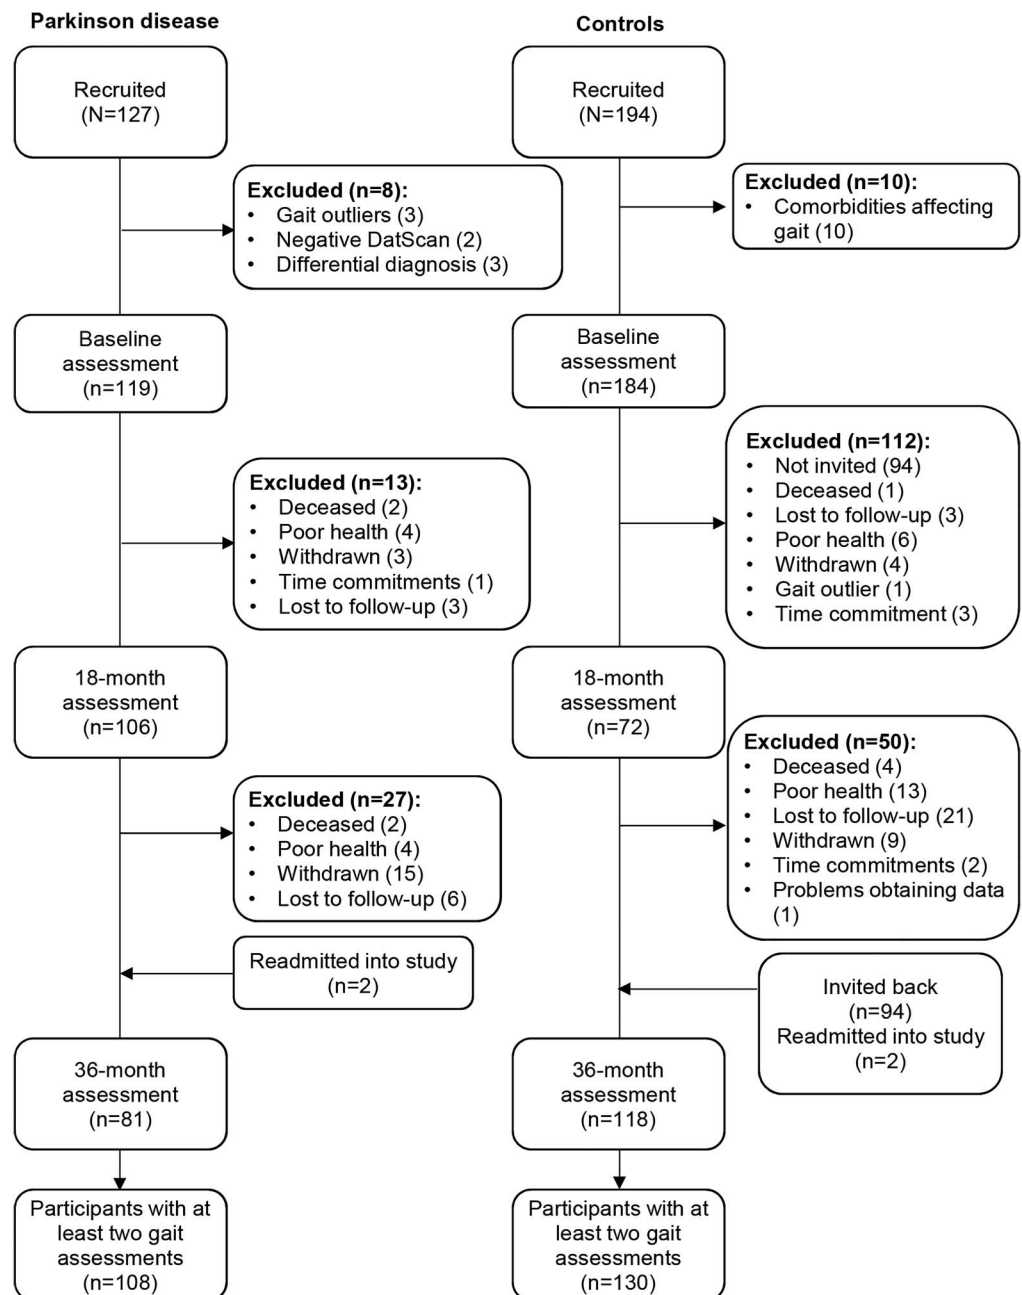 Parkinson disease
Controls
Recruited
(N=127)
Recruited
(N=194)
Excluded (n=8):
• Gait outliers (3)
• Negative DatScan (2)
• Differential diagnosis (3)
Excluded (n=10):
• Comorbidities affecting
gait (10)
Baseline
assessment
(n=119)
Baseline
assessment
(n=184)
Excluded (n=13):
• Deceased (2)
• Poor health (4)
• Withdrawn (3)
• Time commitments (1)
• Lost to follow-up (3)
Excluded (n=112):
• Not invited (94)
• Deceased (1)
• Lost to follow-up (3)
• Poor health (6)
• Withdrawn (4)
• Gait outlier (1)
• Time commitment (3)
18-month
assessment
(n=106)
18-month
assessment
(n=72)
Excluded (n=27):
• Deceased (2)
• Poor health (4)
• Withdrawn (15)
• Lost to follow-up (6)
Excluded (n=50):
• Deceased (4)
• Poor health (13)
• Lost to follow-up (21)
• Withdrawn (9)
• Time commitments (2)
• Problems obtaining data
(1)
Readmitted into study
(n=2)
Invited back
(n=94)
Readmitted into study
(n=2)
36-month
assessment
(n=81)
36-month
assessment
(n=118)
Participants with at
least two gait
assessments
(n=108)
Participants with at
least two gait
assessments
(n=130)